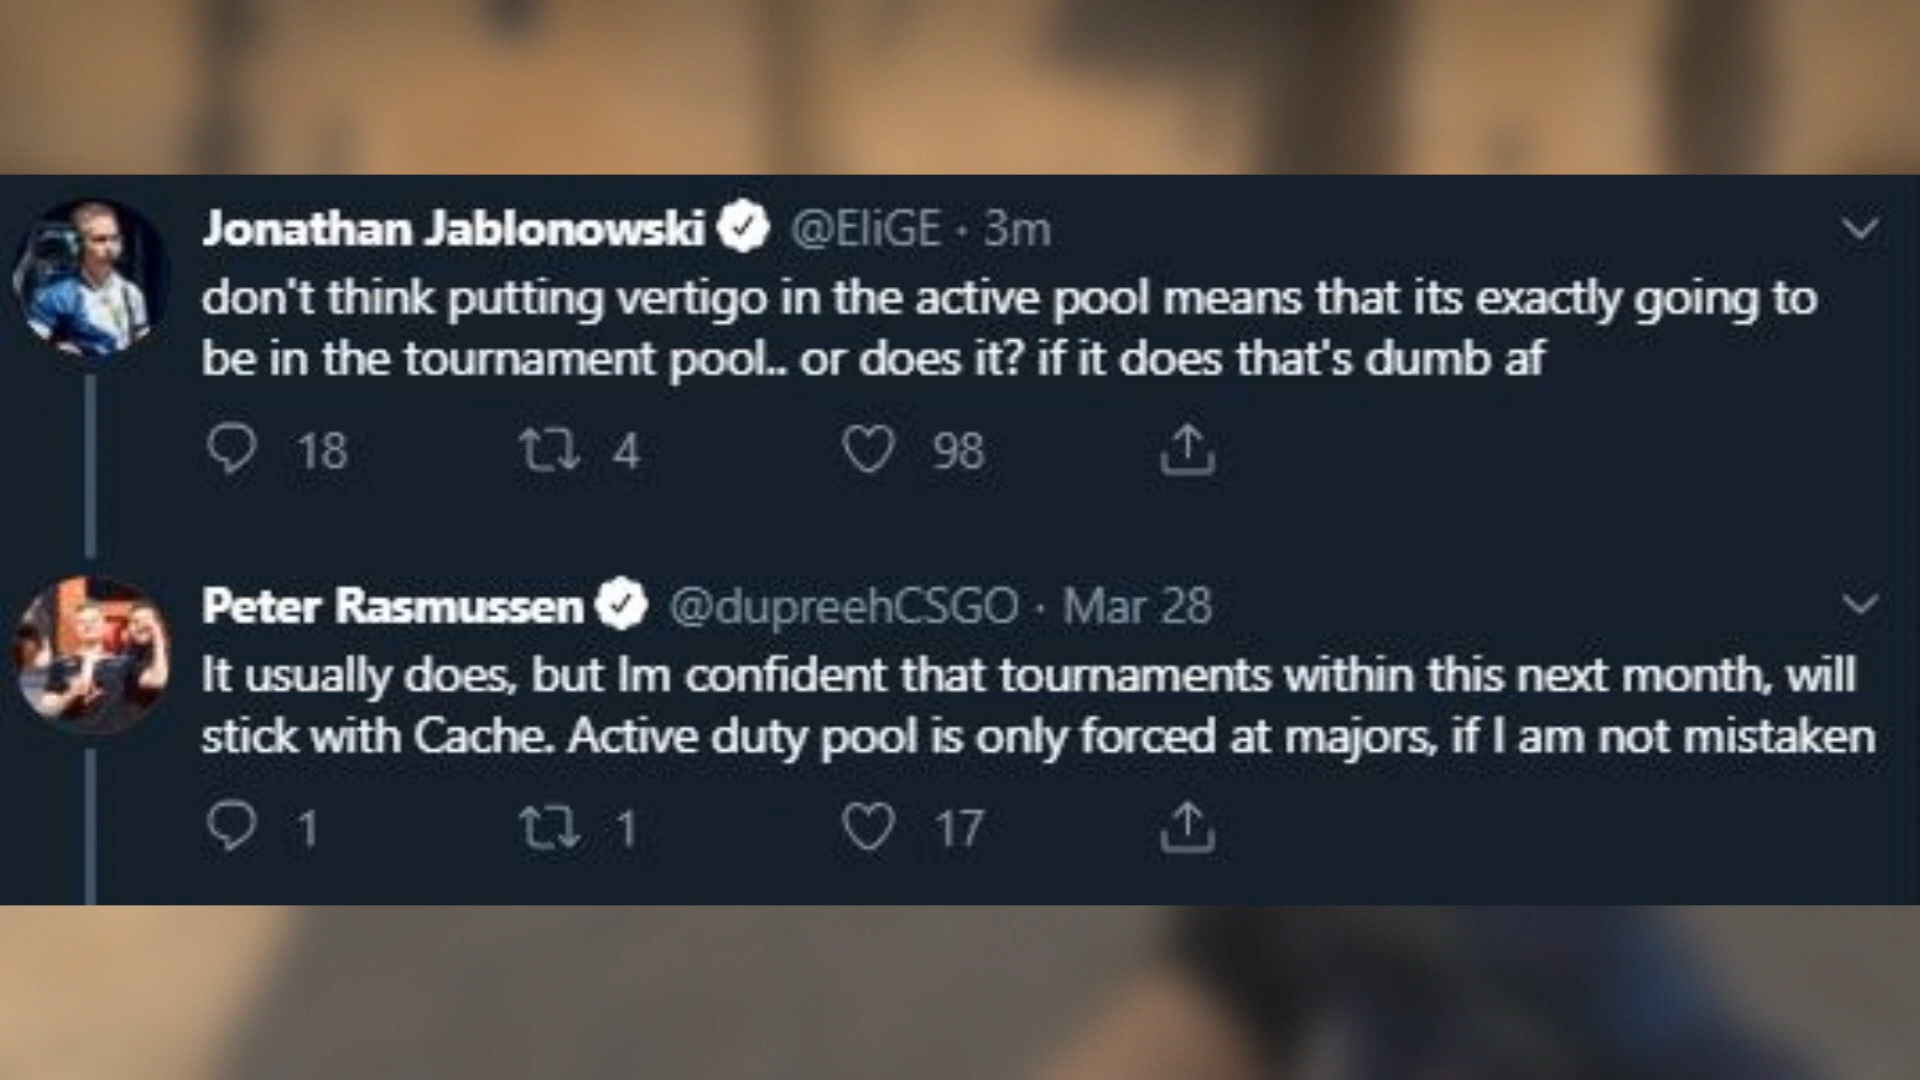 Jonathan Jablonowski @EliGE · 3m
don't think putting vertigo in the active pool means that its exactly going to
be in the tournament pool.. or does it? if it does that's dumb af
18 4 98
Peter Rasmussen @dupreehCSGO · Mar 28
It usually does, but Im confident that tournaments within this next month, will
stick with Cache. Active duty pool is only forced at majors, if I am not mistaken
1 1 17